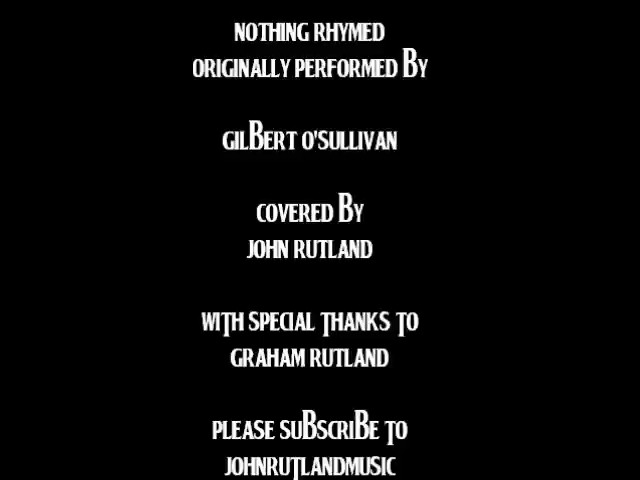 NOTHING RHYMED
ORIGINALLY PERFORMED BY
GILBERT O'SULLIVAN
COVERED BY
JOHN RUTLAND
WITH SPECIAL THANKS TO
GRAHAM RUTLAND
PLEASE SUBSCRIBE TO
JOHNRUTLANDMUSIC